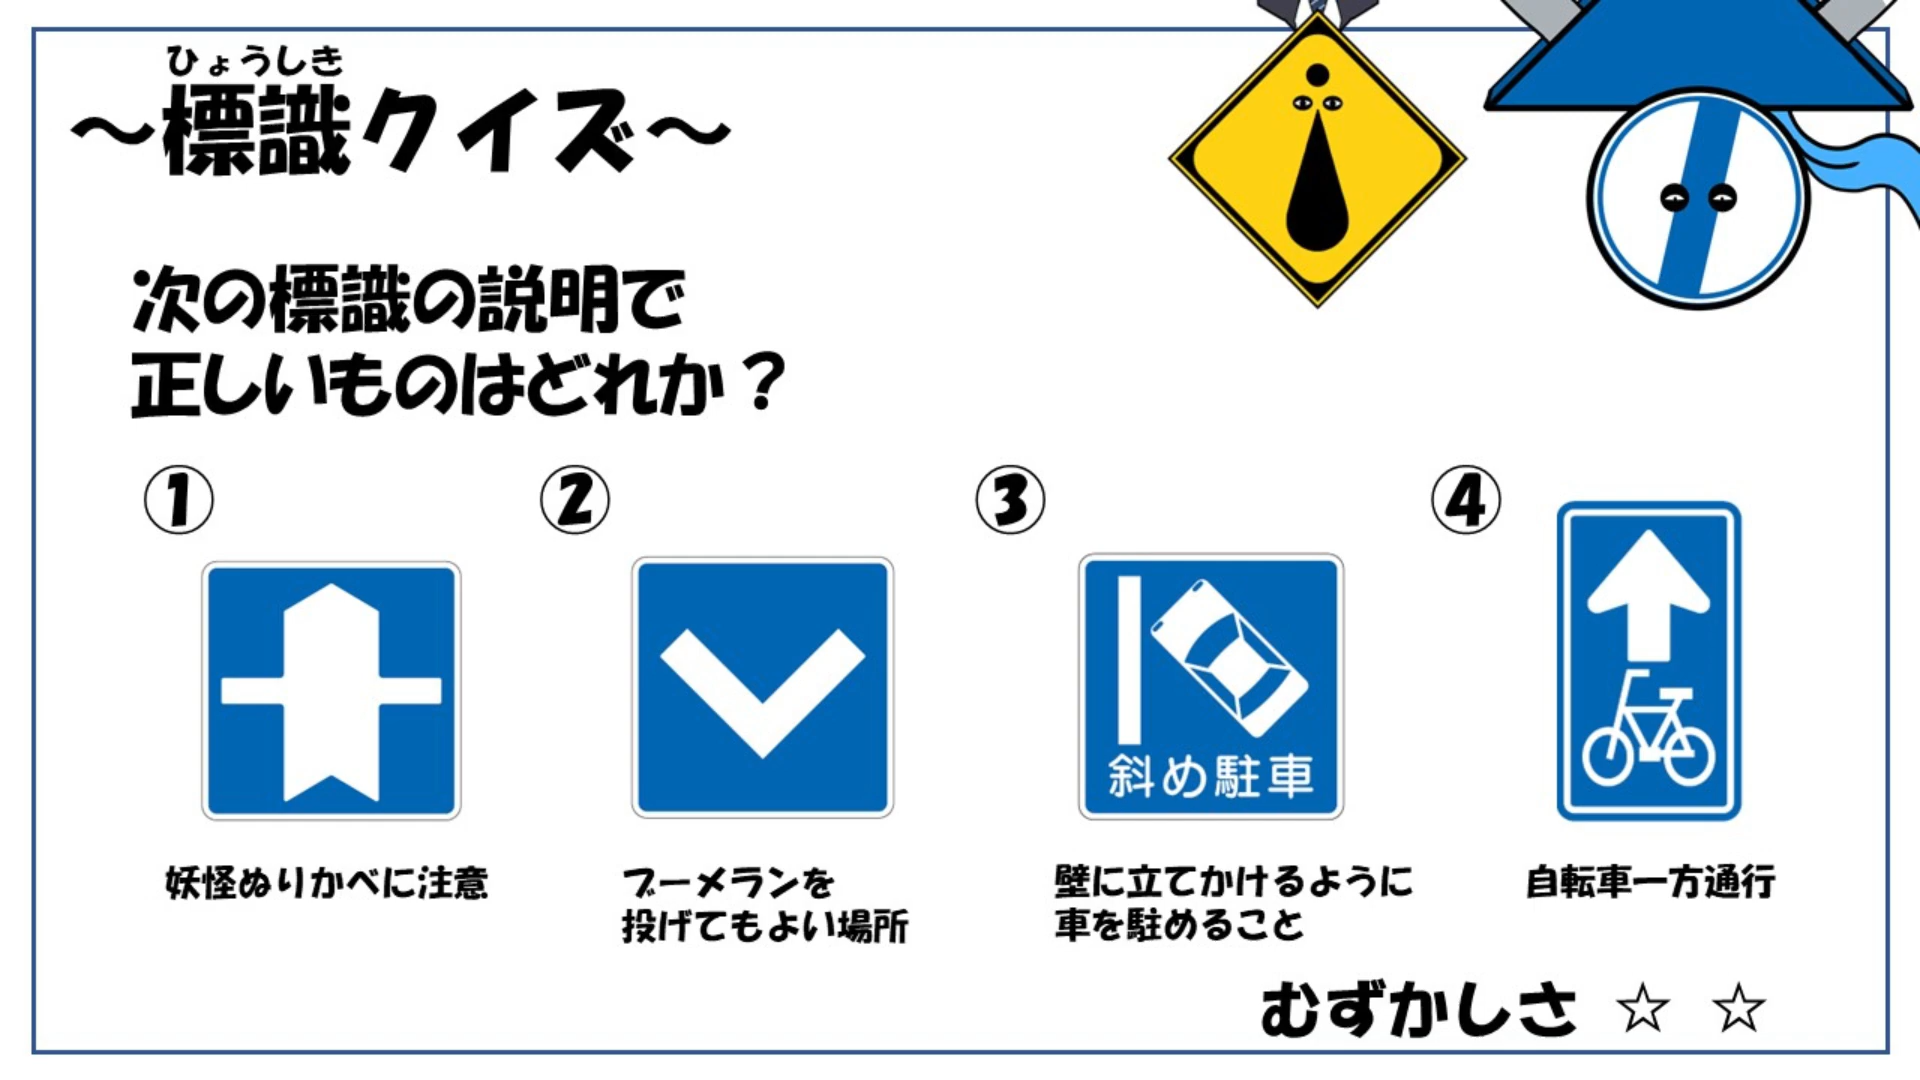 ひょうしき
～標識クイズ～
次の標識の説明で
正しいものはどれか？
①
②
③
④
斜め駐車
妖怪ぬりかべに注意
ブーメランを
投げてもよい場所
壁に立てかけるように
車を駐めること
自転車一方通行
むずかしさ ☆ ☆